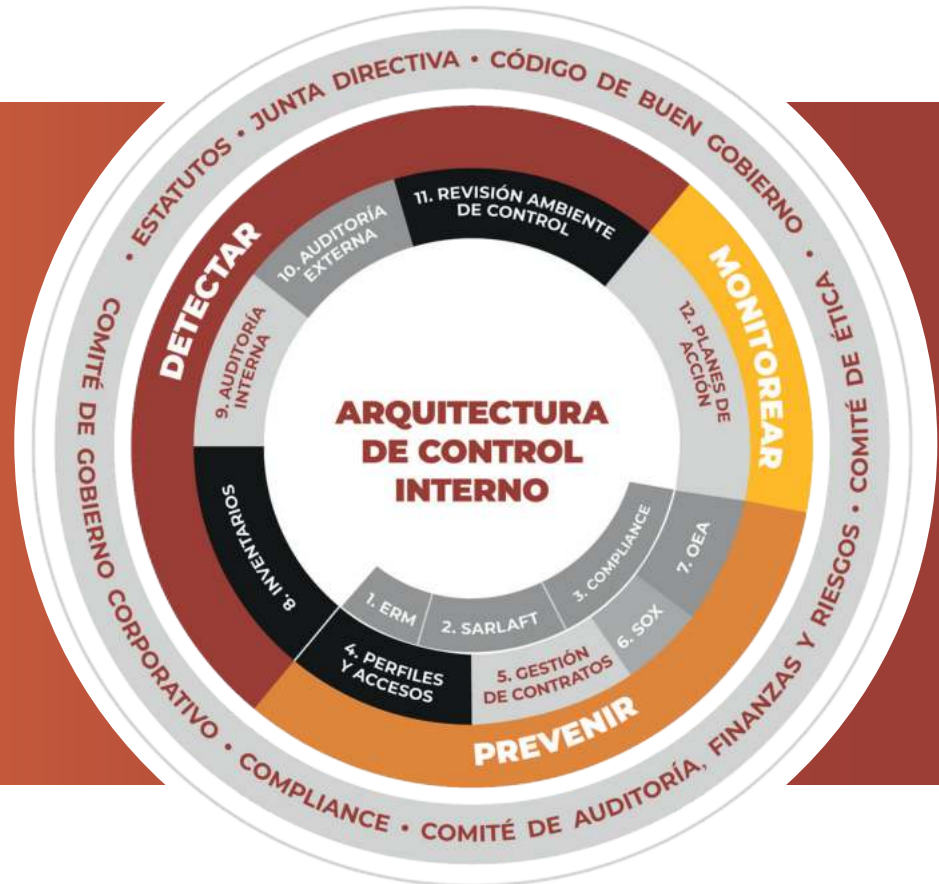 • ESTATUTOS • JUNTA DIRECTIVA • CÓDIGO DE BUEN GOBIERNO •
COMITÉ DE ÉTICA
• COMITÉ DE AUDITORÍA, FINANZAS Y RIESGOS •
COMITÉ DE GOBIERNO CORPORATIVO • COMPLIANCE
DETECTAR
MONITOREAR
PREVENIR
11. REVISIÓN AMBIENTE
DE CONTROL
10. AUDITORÍA
EXTERNA
9. AUDITORÍA
INTERNA
8. INVENTARIOS
12. PLANES DE
ACCIÓN
ARQUITECTURA
DE CONTROL
INTERNO
1. ERM
2. SARLAFT
3. COMPLIANCE
4. PERFILES
Y ACCESOS
5. GESTIÓN
DE CONTRATOS
6. SOX
7. OEA